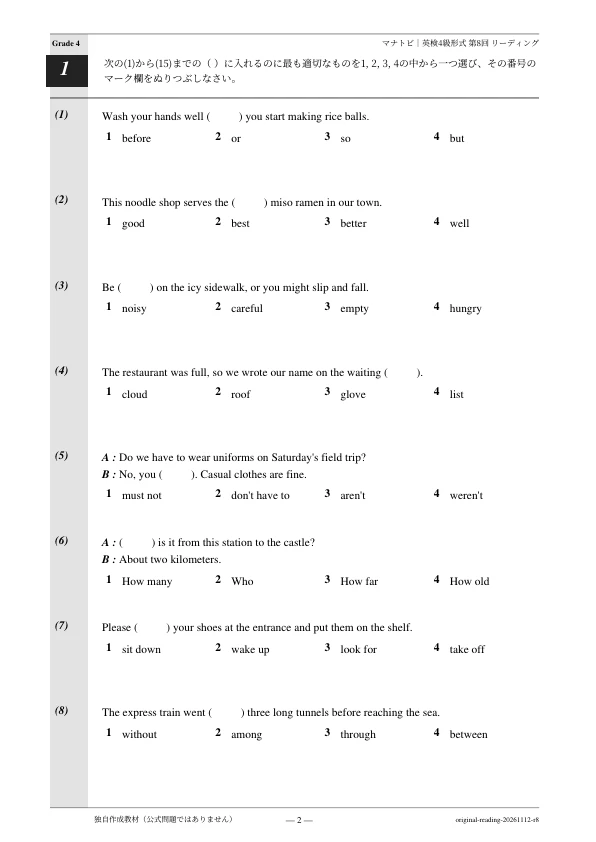 Grade 4
マナトビ｜英検4級形式 第8回 リーディング
1
次の(1)から(15)までの（ ）に入れるのに最も適切なものを1, 2, 3, 4の中から一つ選び、その番号の
マーク欄をぬりつぶしなさい。
(1)
Wash your hands well (          ) you start making rice balls.
1 before 2 or 3 so 4 but
(2)
This noodle shop serves the (          ) miso ramen in our town.
1 good 2 best 3 better 4 well
(3)
Be (          ) on the icy sidewalk, or you might slip and fall.
1 noisy 2 careful 3 empty 4 hungry
(4)
The restaurant was full, so we wrote our name on the waiting (          ).
1 cloud 2 roof 3 glove 4 list
(5)
A : Do we have to wear uniforms on Saturday's field trip?
B : No, you (          ). Casual clothes are fine.
1 must not 2 don't have to 3 aren't 4 weren't
(6)
A : (          ) is it from this station to the castle?
B : About two kilometers.
1 How many 2 Who 3 How far 4 How old
(7)
Please (          ) your shoes at the entrance and put them on the shelf.
1 sit down 2 wake up 3 look for 4 take off
(8)
The express train went (          ) three long tunnels before reaching the sea.
1 without 2 among 3 through 4 between
独自作成教材（公式問題ではありません）
— 2 —
original-reading-20261112-r8